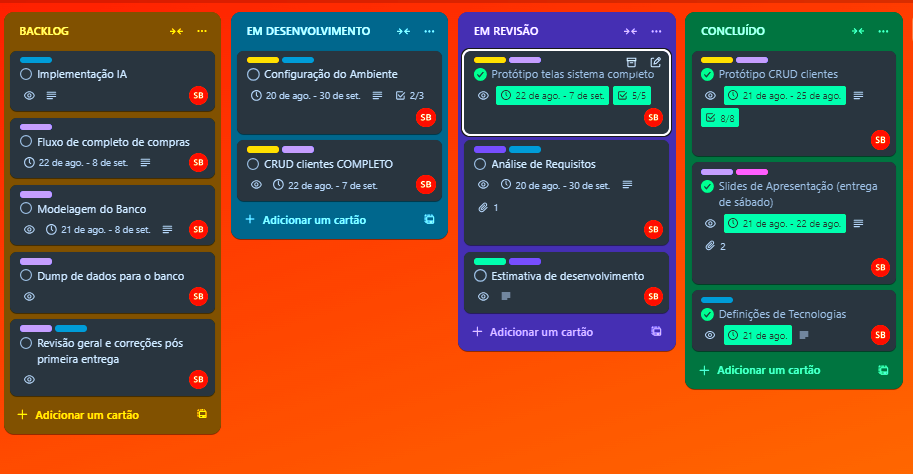 BACKLOG
Implementação IA
SB
Fluxo de completo de compras
22 de ago. - 8 de set.
SB
Modelagem do Banco
21 de ago. - 8 de set.
SB
Dump de dados para o banco
SB
Revisão geral e correções pós
primeira entrega
SB
+ Adicionar um cartão
EM DESENVOLVIMENTO
Configuração do Ambiente
20 de ago. - 30 de set.
2/3
SB
CRUD clientes COMPLETO
22 de ago. - 7 de set.
SB
+ Adicionar um cartão
EM REVISÃO
Protótipo telas sistema completo
22 de ago. - 7 de set.
5/5
SB
Análise de Requisitos
20 de ago. - 30 de set.
1
SB
Estimativa de desenvolvimento
SB
+ Adicionar um cartão
CONCLUÍDO
Protótipo CRUD clientes
21 de ago. - 25 de ago.
8/8
SB
Slides de Apresentação (entrega
de sábado)
21 de ago. - 22 de ago.
2
SB
Definições de Tecnologias
21 de ago.
SB
+ Adicionar um cartão